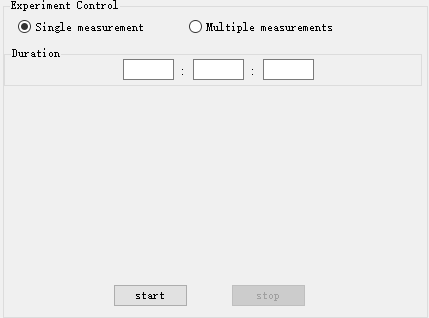 Experiment Control
Single measurement Multiple measurements
Duration
: :
start stop